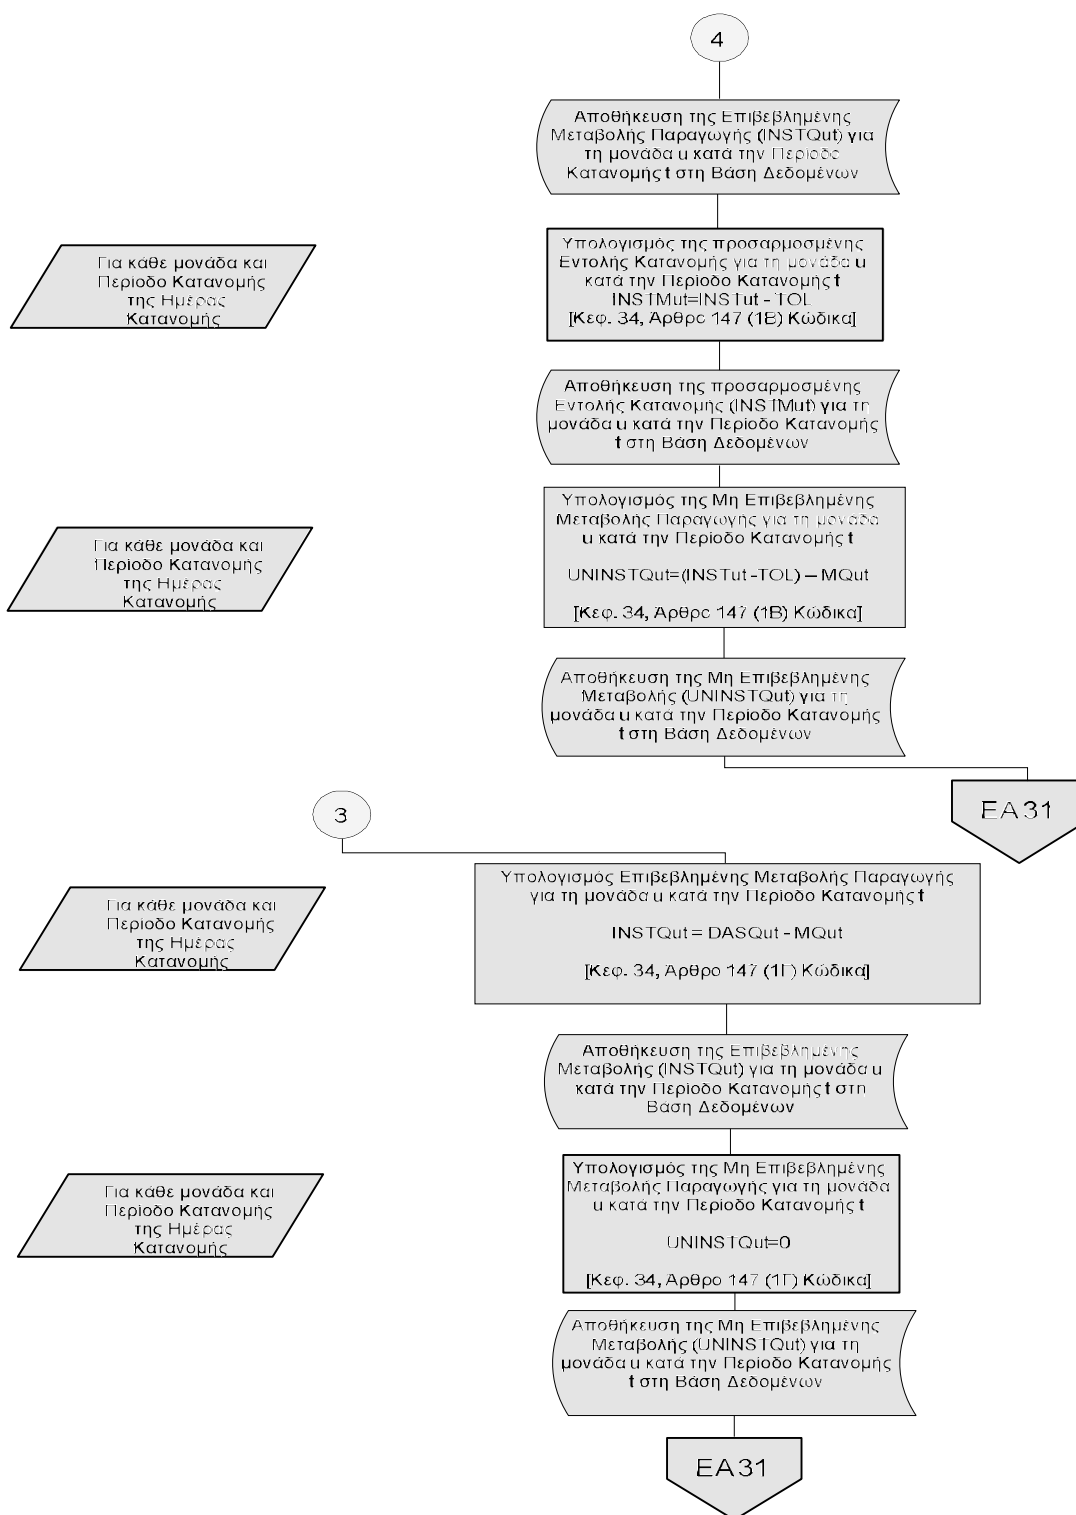 4
Αποθήκευση της Επιβεβλημένης
Μεταβολής Παραγωγής (INSTQut) για
τη μονάδα u κατά την Περίοδο
Κατανομής t στη Βάση Δεδομένων
Για κάθε μονάδα και
Περίοδο Κατανομής
της Ημέρας
Κατανομής
Υπολογισμός της προσαρμοσμένης
Εντολής Κατανομής για τη μονάδα u
κατά την Περίοδο Κατανομής t
INSTMut=INSTut - TOL
[Κεφ. 34, Άρθρο 147 (1Β) Κώδικα]
Αποθήκευση της προσαρμοσμένης
Εντολής Κατανομής (INSTMut) για τη
μονάδα u κατά την Περίοδο Κατανομής
t στη Βάση Δεδομένων
Για κάθε μονάδα και
Περίοδο Κατανομής
της Ημέρας
Κατανομής
Υπολογισμός της Μη Επιβεβλημένης
Μεταβολής Παραγωγής για τη μονάδα
u κατά την Περίοδο Κατανομής t
UNINSTQut=(INSTut -TOL) – MQut
[Κεφ. 34, Άρθρο 147 (1Β) Κώδικα]
Αποθήκευση της Μη Επιβεβλημένης
Μεταβολής (UNINSTQut) για τη
μονάδα u κατά την Περίοδο Κατανομής
t στη Βάση Δεδομένων
EA31
3
Για κάθε μονάδα και
Περίοδο Κατανομής
της Ημέρας
Κατανομής
Υπολογισμός Επιβεβλημένης Μεταβολής Παραγωγής
για τη μονάδα u κατά την Περίοδο Κατανομής t
INSTQut = DASQut - MQut
[Κεφ. 34, Άρθρο 147 (1Γ) Κώδικα]
Αποθήκευση της Επιβεβλημένης
Μεταβολής (INSTQut) για τη μονάδα u
κατά την Περίοδο Κατανομής t στη
Βάση Δεδομένων
Για κάθε μονάδα και
Περίοδο Κατανομής
της Ημέρας
Κατανομής
Υπολογισμός της Μη Επιβεβλημένης
Μεταβολής Παραγωγής για τη μονάδα
u κατά την Περίοδο Κατανομής t
UNINSTQut=0
[Κεφ. 34, Άρθρο 147 (1Γ) Κώδικα]
Αποθήκευση της Μη Επιβεβλημένης
Μεταβολής (UNINSTQut) για τη
μονάδα u κατά την Περίοδο Κατανομής
t στη Βάση Δεδομένων
EA31